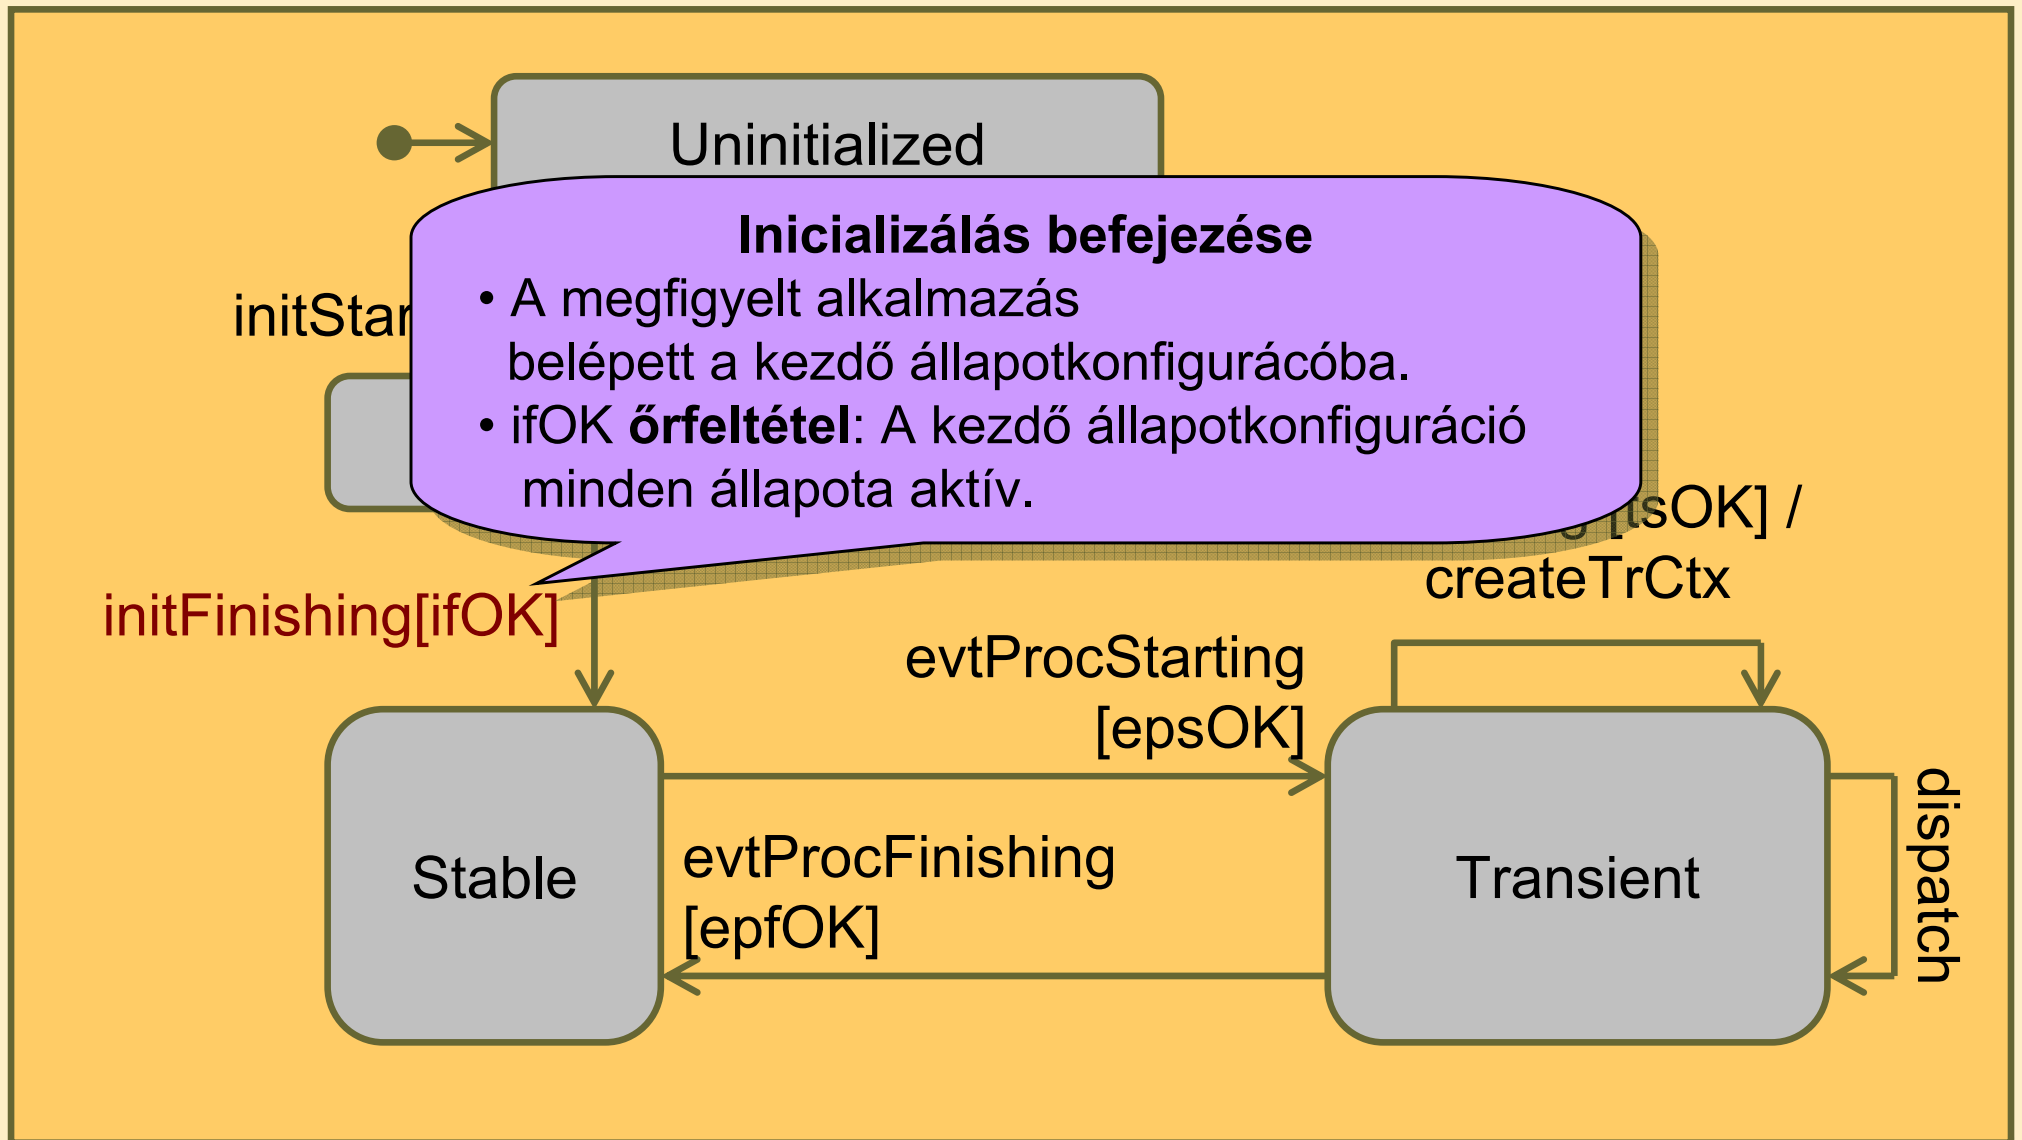 Uninitialized
Inicializálás befejezése
• A megfigyelt alkalmazás
belépett a kezdő állapotkonfigurácóba.
• ifOK őrfeltétel: A kezdő állapotkonfiguráció
minden állapota aktív.
[tsOK] /
createTrCtx
initFinishing[ifOK]
evtProcStarting
[epsOK]
Stable
evtProcFinishing
[epfOK]
Transient
dispatch